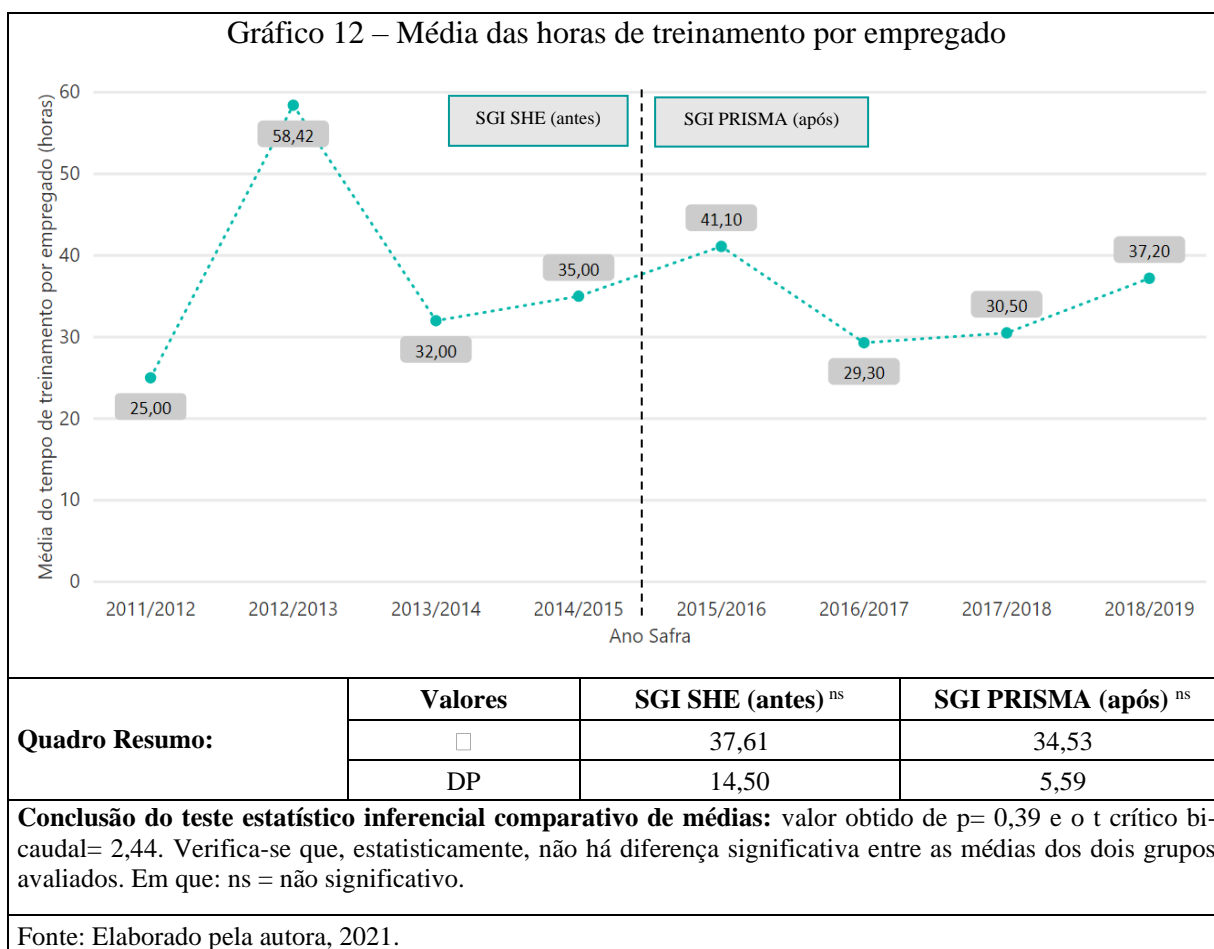 Gráfico 12 – Média das horas de treinamento por empregado
Média do tempo de treinamento por empregado (horas)
60
50
40
30
20
10
0
SGI SHE (antes)
SGI PRISMA (após)
25,00
58,42
32,00
35,00
41,10
29,30
30,50
37,20
2011/2012 2012/2013 2013/2014 2014/2015 2015/2016 2016/2017 2017/2018 2018/2019
Ano Safra
Quadro Resumo:
Valores SGI SHE (antes) ns SGI PRISMA (após) ns
□ 37,61 34,53
DP 14,50 5,59
Conclusão do teste estatístico inferencial comparativo de médias: valor obtido de p= 0,39 e o t crítico bi-
caudal= 2,44. Verifica-se que, estatisticamente, não há diferença significativa entre as médias dos dois grupos
avaliados. Em que: ns = não significativo.
Fonte: Elaborado pela autora, 2021.